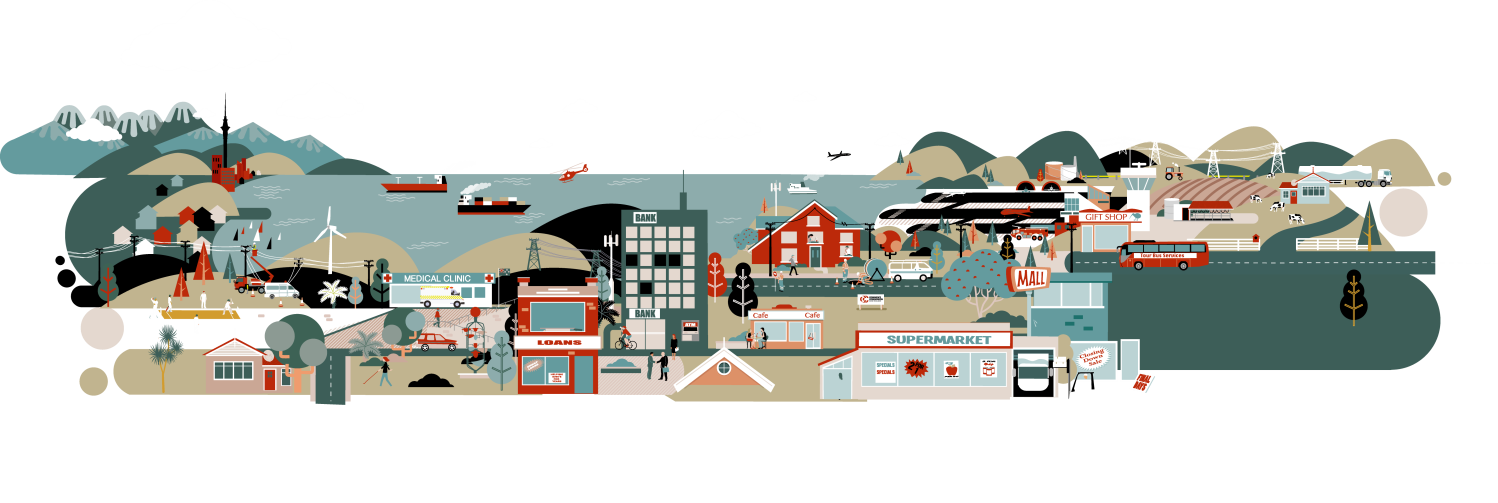 BANK
GIFT SHOP
Tour Bus Services
MEDICAL CLINIC
MALL
BANK
Cafe
Cafe
ATM
LOANS
SUPERMARKET
Closing
Down
Sale
SPECIALS
SPECIALS
FINAL
DAYS